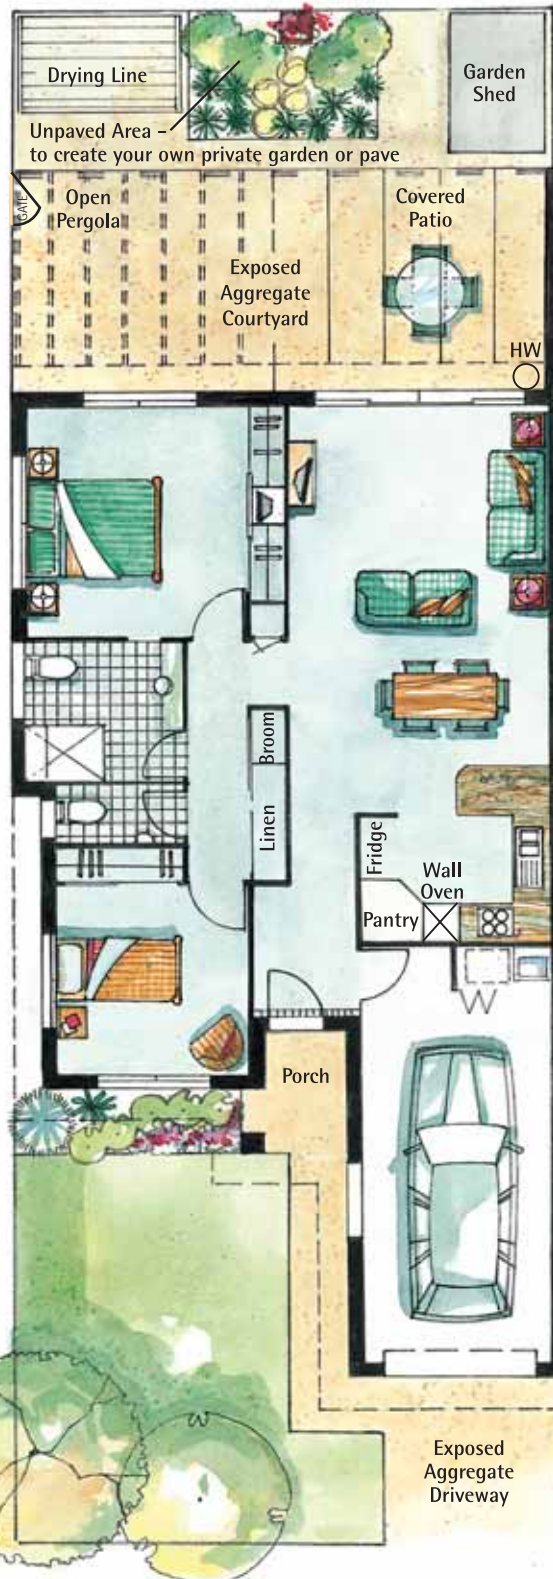 Drying Line
Garden
Shed
Unpaved Area -
to create your own private garden or pave
GATE
Open
Pergola
Covered
Patio
Exposed
Aggregate
Courtyard
HW
Broom
Linen
Fridge
Wall
Oven
Pantry
Porch
Exposed
Aggregate
Driveway